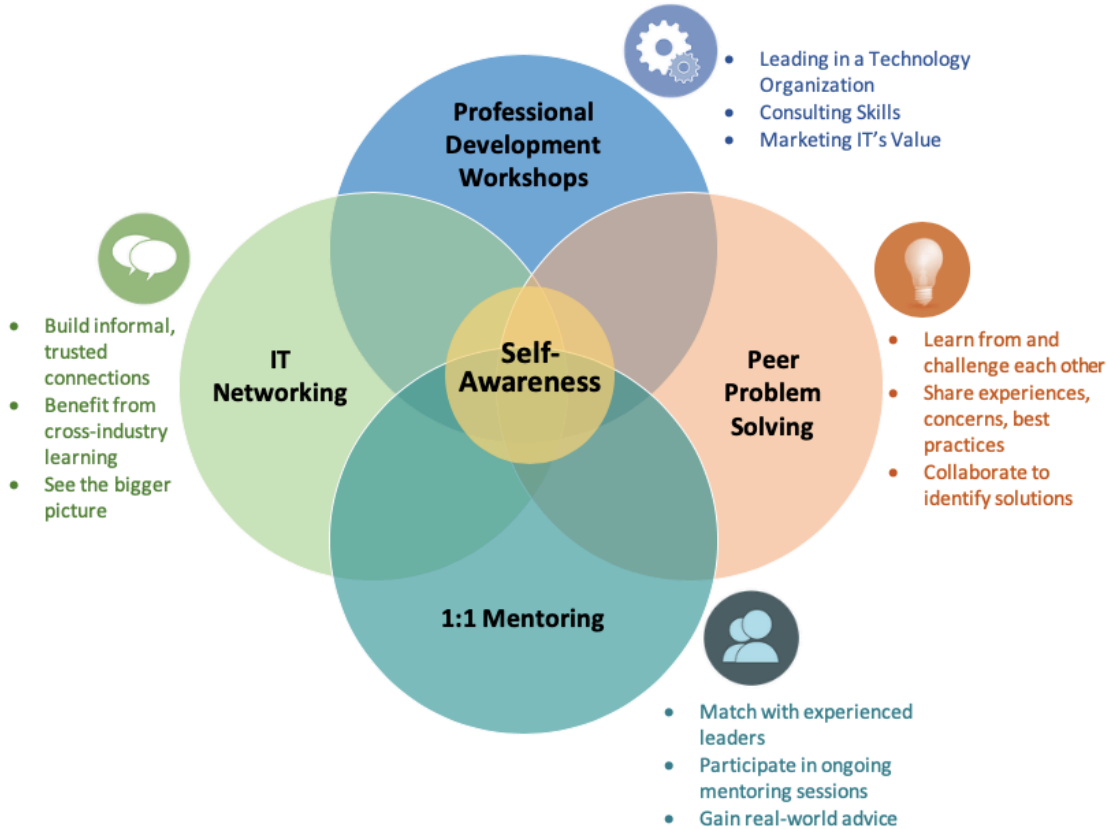 Professional
Development
Workshops
• Leading in a Technology
Organization
• Consulting Skills
• Marketing IT's Value
IT
Networking
• Build informal,
trusted
connections
• Benefit from
cross-industry
learning
• See the bigger
picture
Self-
Awareness
Peer
Problem
Solving
• Learn from and
challenge each other
• Share experiences,
concerns, best
practices
• Collaborate to
identify solutions
1:1 Mentoring
• Match with experienced
leaders
• Participate in ongoing
mentoring sessions
• Gain real-world advice